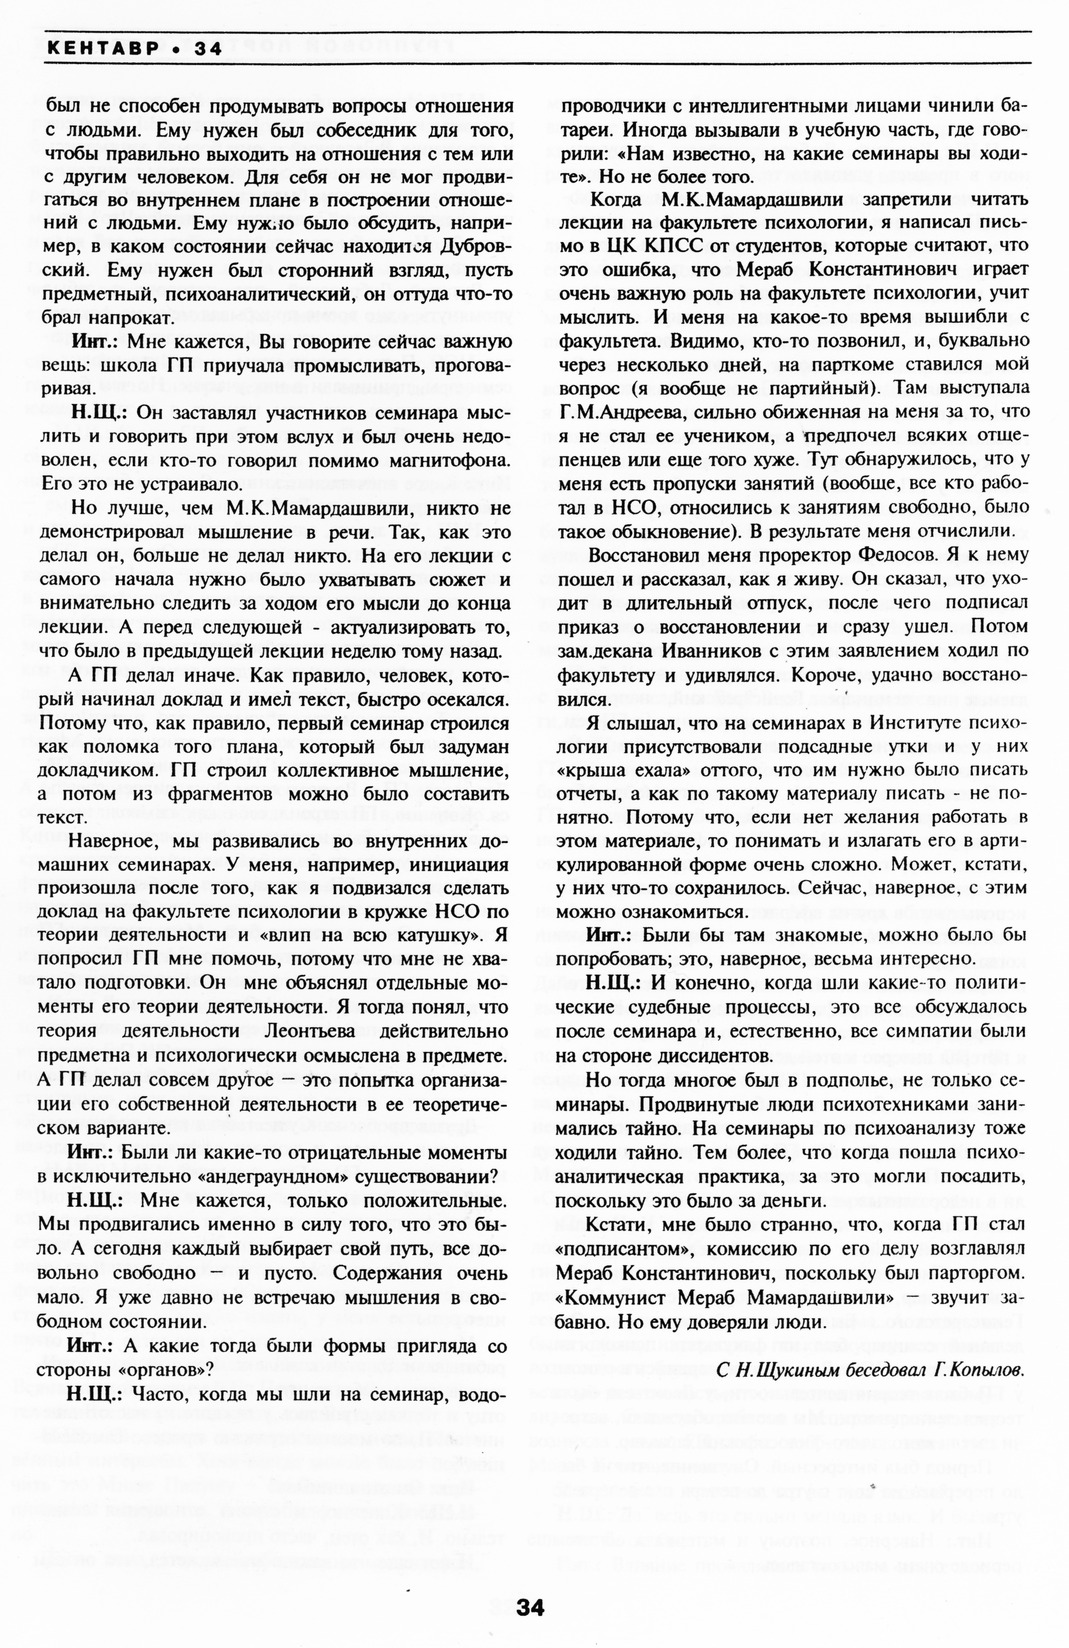 КЕНТАВР • 34
был не способен продумывать вопросы отношения
с людьми. Ему нужен был собеседник для того,
чтобы правильно выходить на отношения с тем или
с другим человеком. Для себя он не мог продви-
гаться во внутреннем плане в построении отноше-
ний с людьми. Ему нужно было обсудить, напри-
мер, в каком состоянии сейчас находится Дубров-
ский. Ему нужен был сторонний взгляд, пусть
предметный, психоаналитический, он оттуда что-то
брал напрокат.
Инт.: Мне кажется, Вы говорите сейчас важную
вещь: школа ГП приучала промысливать, прогова-
ривая.
Н.Щ.: Он заставлял участников семинара мыс-
лить и говорить при этом вслух и был очень недо-
волен, если кто-то говорил помимо магнитофона.
Его это не устраивало.
Но лучше, чем М.К.Мамардашвили, никто не
демонстрировал мышление в речи. Так, как это
делал он, больше не делал никто. На его лекции с
самого начала нужно было ухватывать сюжет и
внимательно следить за ходом его мысли до конца
лекции. А перед следующей - актуализировать то,
что было в предыдущей лекции неделю тому назад.
А ГП делал иначе. Как правило, человек, кото-
рый начинал доклад и имел текст, быстро осекался.
Потому что, как правило, первый семинар строился
как поломка того плана, который был задуман
докладчиком. ГП строил коллективное мышление,
а потом из фрагментов можно было составить
текст.
Наверное, мы развивались во внутренних до-
машних семинарах. У меня, например, инициация
произошла после того, как я подвизался сделать
доклад на факультете психологии в кружке НСО по
теории деятельности и «влип на всю катушку». Я
попросил ГП мне помочь, потому что мне не хва-
тало подготовки. Он мне объяснял отдельные мо-
менты его теории деятельности. Я тогда понял, что
теория деятельности Леонтьева действительно
предметна и психологически осмыслена в предмете.
А ГП делал совсем другое — это попытка организа-
ции его собственной деятельности в ее теоретиче-
ском варианте.
Инт.: Были ли какие-то отрицательные моменты
в исключительно «андеграундном» существовании?
Н.Щ.: Мне кажется, только положительные.
Мы продвигались именно в силу того, что это бы-
ло. А сегодня каждый выбирает свой путь, все до-
вольно свободно — и пусто. Содержания очень
мало. Я уже давно не встречаю мышления в сво-
бодном состоянии.
Инт.: А какие тогда были формы пригляда со
стороны «органов»?
Н.Щ.: Часто, когда мы шли на семинар, водо-
проводчики с интеллигентными лицами чинили ба-
тареи. Иногда вызывали в учебную часть, где гово-
рили: «Нам известно, на какие семинары вы ходи-
те». Но не более того.
Когда М.К.Мамардашвили запретили читать
лекции на факультете психологии, я написал пись-
мо в ЦК КПСС от студентов, которые считают, что
это ошибка, что Мераб Константинович играет
очень важную роль на факультете психологии, учит
мыслить. И меня на какое-то время вышибли с
факультета. Видимо, кто-то позвонил, и, буквально
через несколько дней, на парткоме ставился мой
вопрос (я вообще не партийный). Там выступала
Г.М.Андреева, сильно обиженная на меня за то, что
я не стал ее учеником, а предпочел всяких отще-
пенцев или еще того хуже. Тут обнаружилось, что у
меня есть пропуски занятий (вообще, все кто рабо-
тал в НСО, относились к занятиям свободно, было
такое обыкновение). В результате меня отчислили.
Восстановил меня проректор Федосов. Я к нему
пошел и рассказал, как я живу. Он сказал, что ухо-
дит в длительный отпуск, после чего подписал
приказ о восстановлении и сразу ушел. Потом
зам.декана Иванников с этим заявлением ходил по
факультету и удивлялся. Короче, удачно восстано-
вился.
Я слышал, что на семинарах в Институте психо-
логии присутствовали подсадные утки и у них
«крыша ехала» оттого, что им нужно было писать
отчеты, а как по такому материалу писать - не по-
нятно. Потому что, если нет желания работать в
этом материале, то понимать и излагать его в арти-
кулированной форме очень сложно. Может, кстати,
у них что-то сохранилось. Сейчас, наверное, с этим
можно ознакомиться.
Инт.: Были бы там знакомые, можно было бы
попробовать; это, наверное, весьма интересно.
Н.Щ.: И конечно, когда шли какие-то полити-
ческие судебные процессы, это все обсуждалось
после семинара и, естественно, все симпатии были
на стороне диссидентов.
Но тогда многое был в подполье, не только се-
минары. Продвинутые люди психотехниками зани-
мались тайно. На семинары по психоанализу тоже
ходили тайно. Тем более, что когда пошла психо-
аналитическая практика, за это могли посадить,
поскольку это было за деньги.
Кстати, мне было странно, что, когда ГП стал
«подписантом», комиссию по его делу возглавлял
Мераб Константинович, поскольку был парторгом.
«Коммунист Мераб Мамардашвили» — звучит за-
бавно. Но ему доверяли люди.
С Н.Щукиным беседовал Г.Копылов.
34